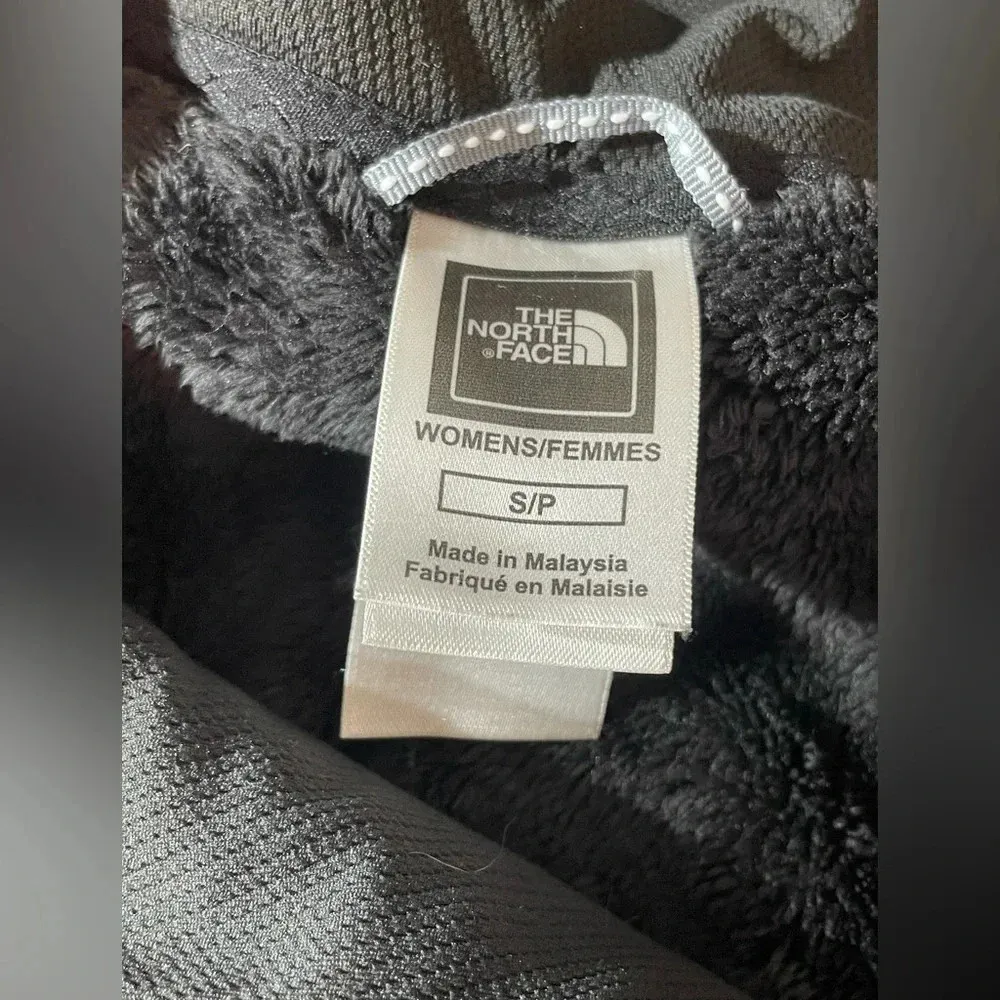 THE
NORTH
®FACE
WOMENS/FEMMES
S/P
Made in Malaysia
Fabriqué en Malaisie